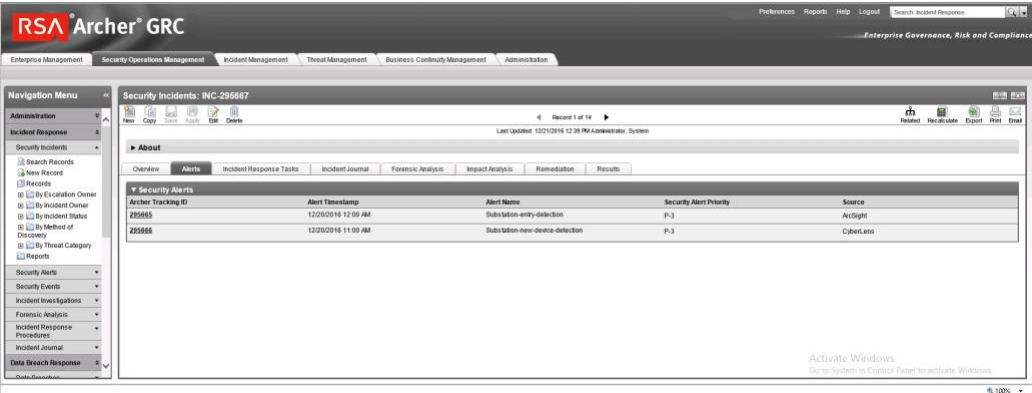 Preferences Reports Help Logout Search: Incident Response
RSA Archer® GRC
Enterprise Governance, Risk and Compliance
Enterprise Management Security Operations Management Incident Management Threat Management Business Continuity Management Administration
Navigation Menu «
Administration
Incident Response
Security Incidents
Search Records
New Record
Records
By Escalation Owner
By Incident Owner
By Incident Status
By Method of
Discovery
By Threat Category
Reports
Security Alerts
Security Events
Incident Investigations
Forensic Analysis
Incident Response
Procedures
Incident Journal
Data Breach Response
Data Breaches
Security Incidents: INC-295667
New Copy Save Apply Edit Delete
Record 1 of 14
Related Recalculate Export Print Email
Last Updated: 12/21/2016 12:39 PM Administrator, System
About
Overview Alerts Incident Response Tasks Incident Journal Forensic Analysis Impact Analysis Remediation Results
Security Alerts
Archer Tracking ID Alert Timestamp Alert Name Security Alert Priority Source
295665 12/20/2016 12:00 AM Substation-entry-detection P-3 ArcSight
295666 12/20/2016 11:00 AM Substation-new-device-detection P-3 CyberLens
Activate Windows
Go to System in Control Panel to activate Windows.
100%